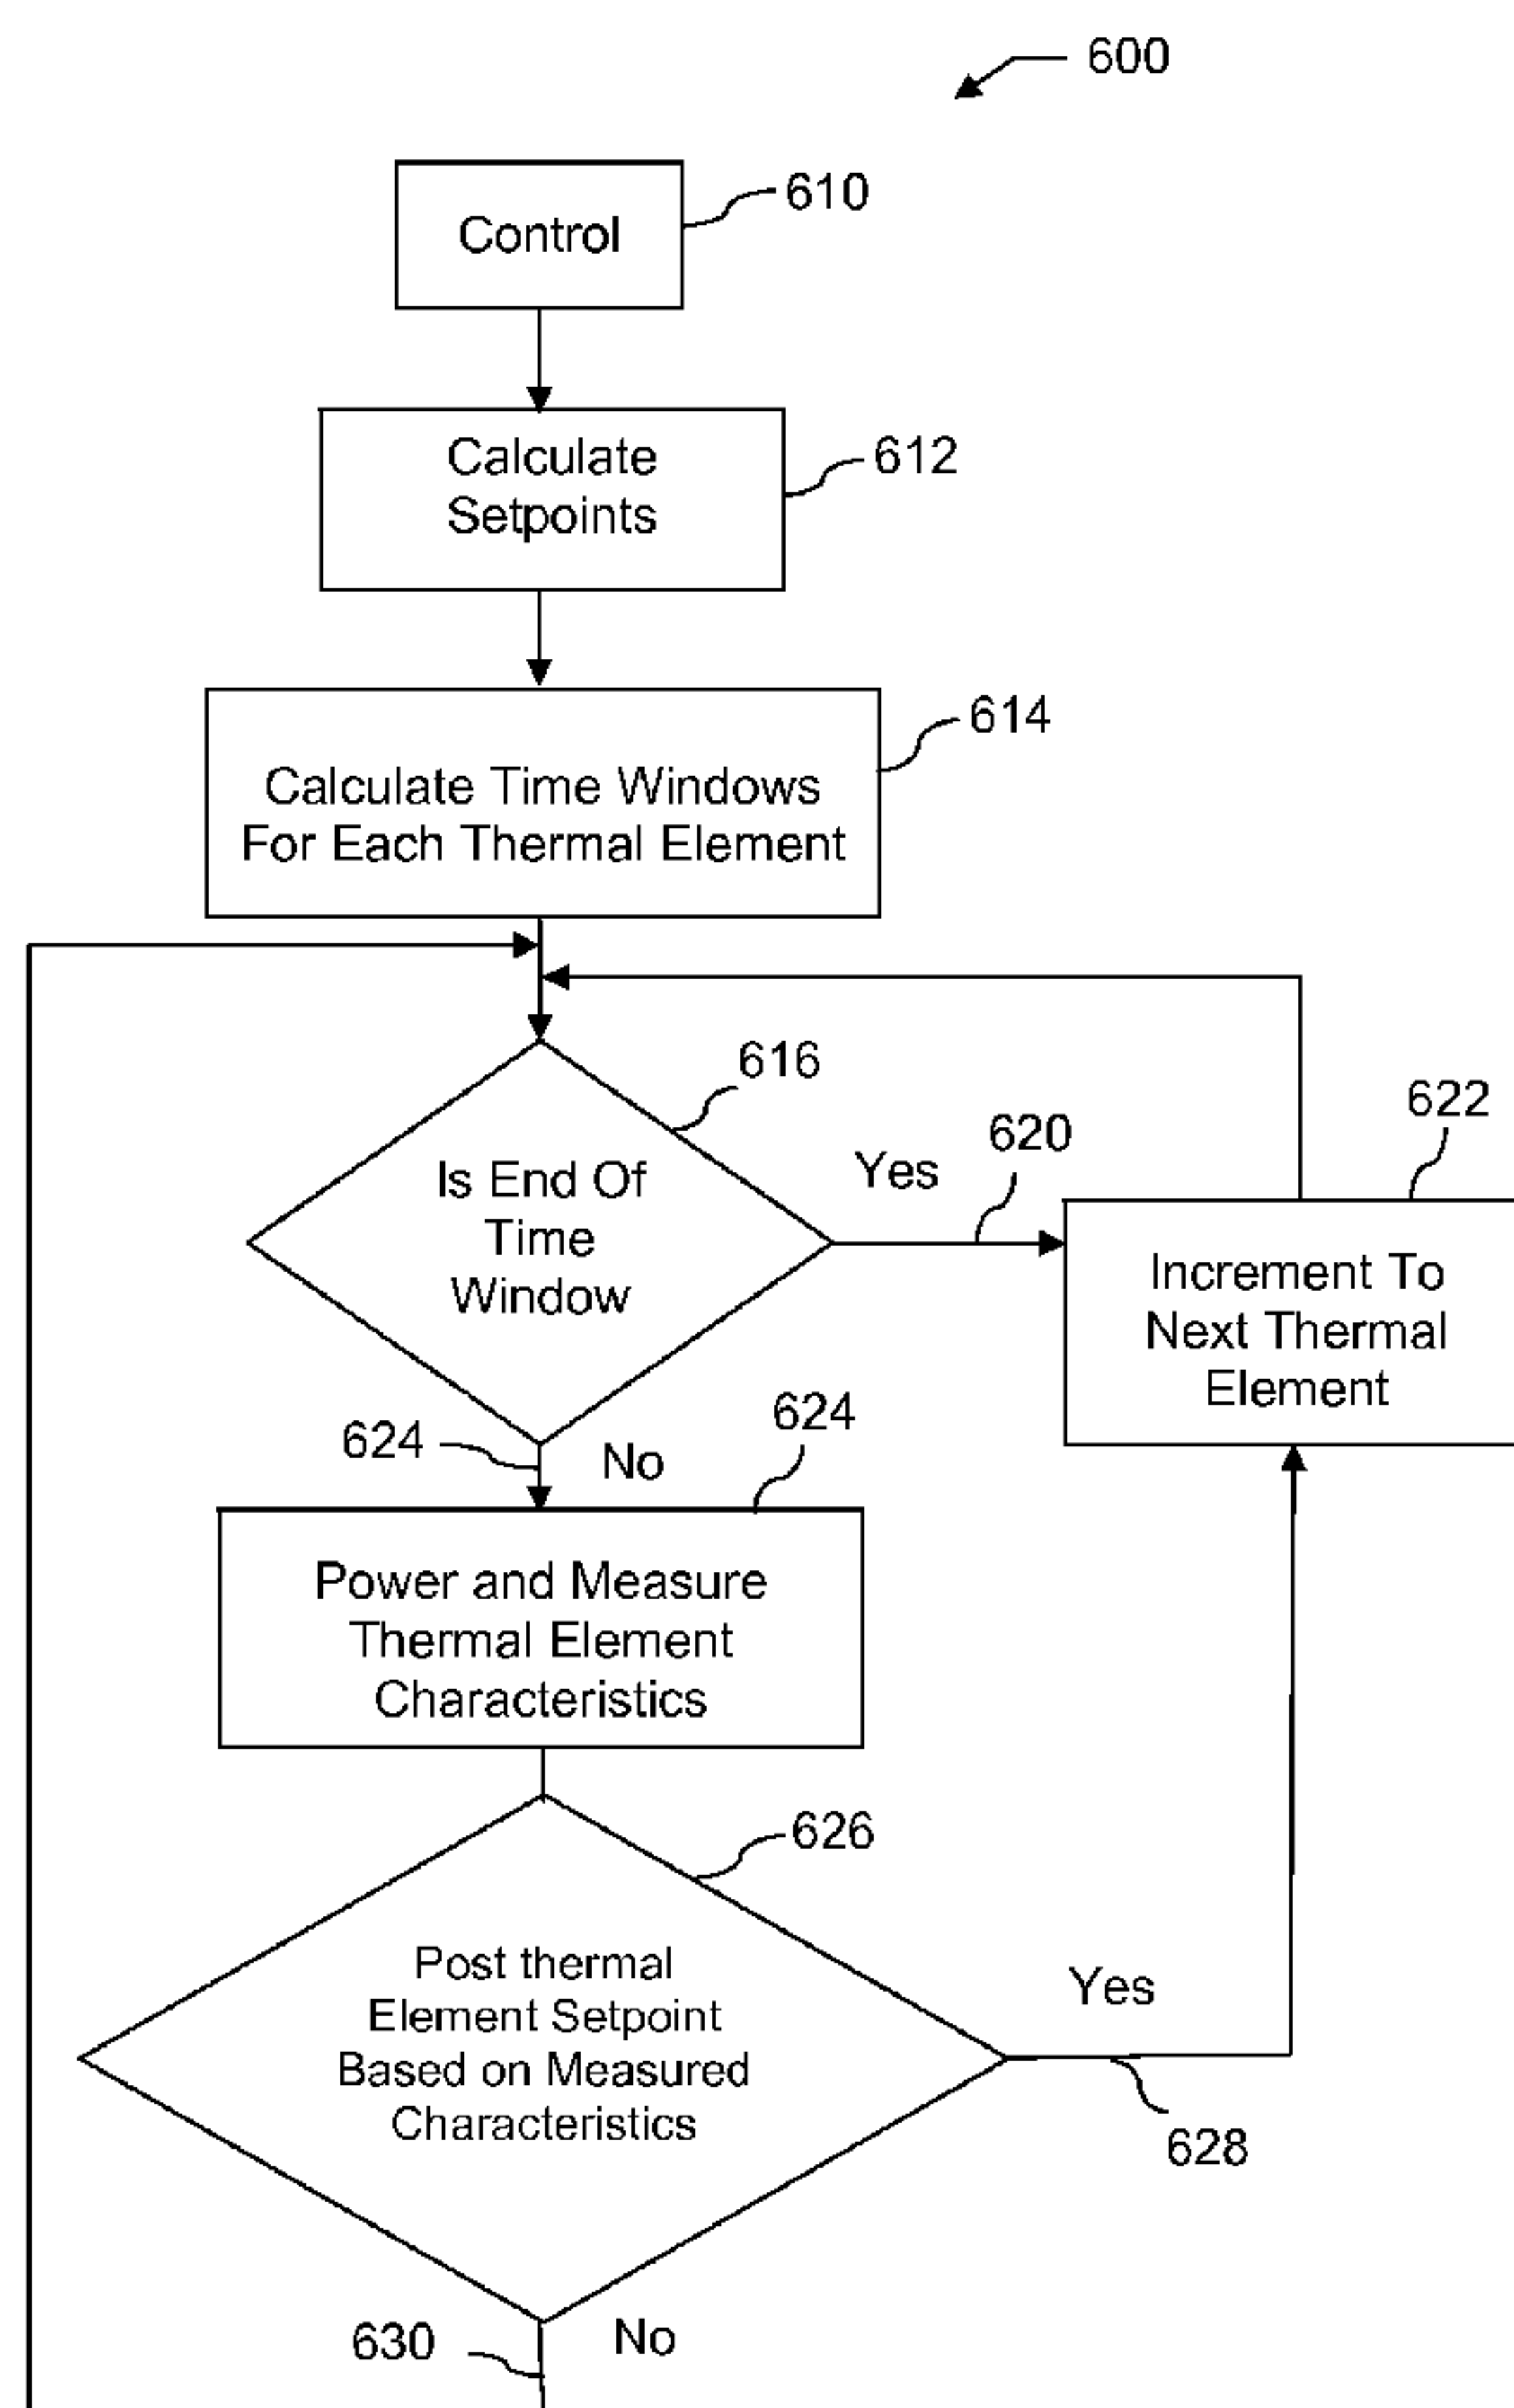 600
Control
610
Calculate
Setpoints
612
614
Calculate Time Windows
For Each Thermal Element
616
Is End Of
Time
Window
Yes
620
622
Increment To
Next Thermal
Element
624
No
624
Power and Measure
Thermal Element
Characteristics
626
Post thermal
Element Setpoint
Based on Measured
Characteristics
Yes
628
630
No